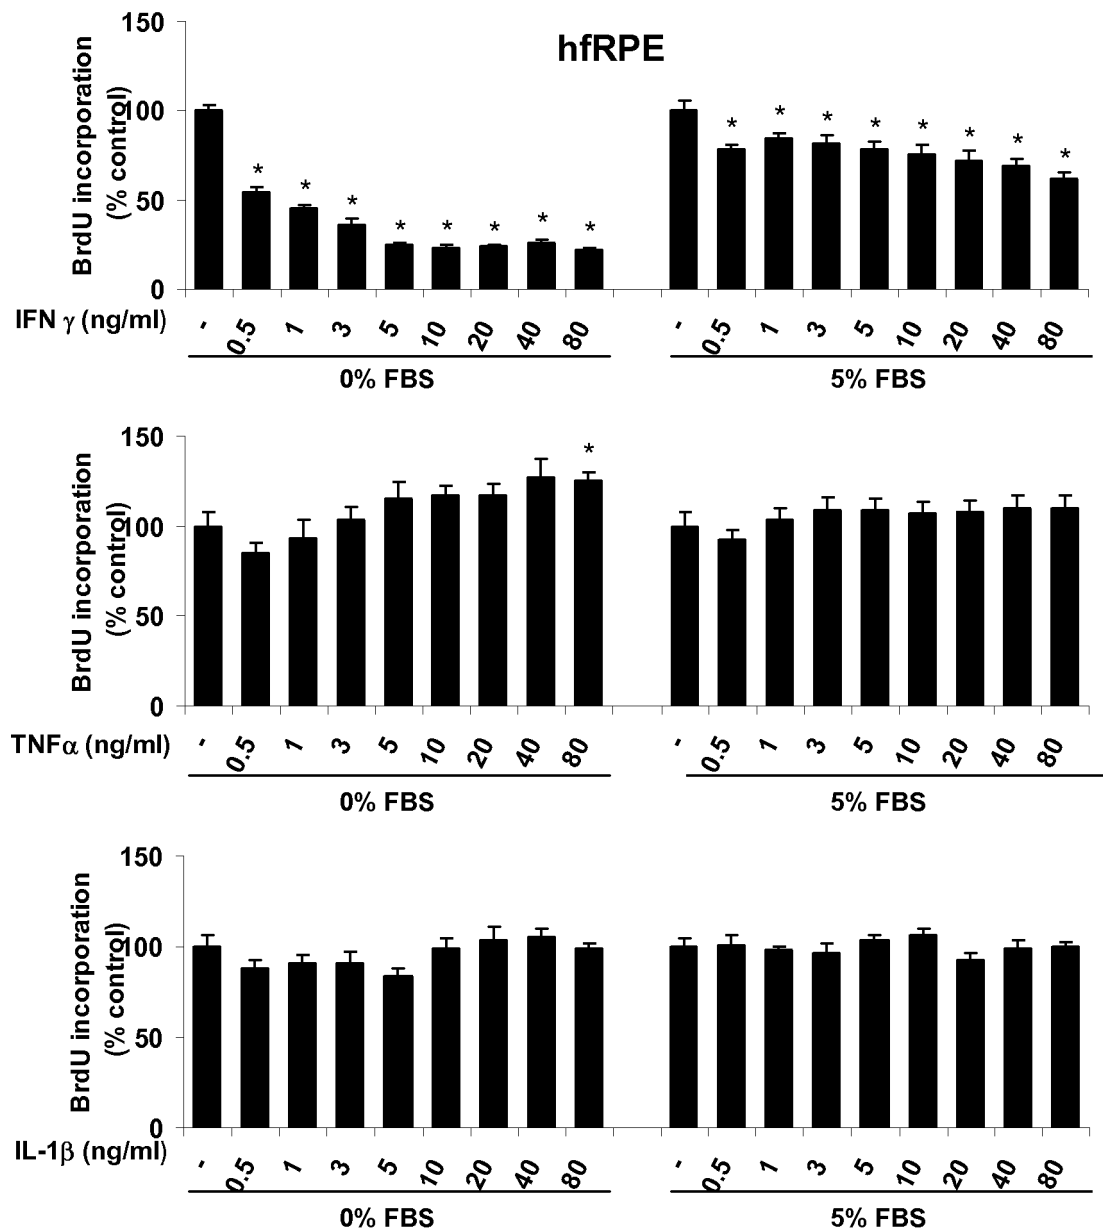 hfRPE
BrdU incorporation
(% control)
150
100
50
0
* * * * * * * *
* * * * * * * *
IFN γ (ng/ml)
- 0.5 1 3 5 10 20 40 80
- 0.5 1 3 5 10 20 40 80
0% FBS
5% FBS
BrdU incorporation
(% control)
150
100
50
0
*
TNFα (ng/ml)
- 0.5 1 3 5 10 20 40 80
- 0.5 1 3 5 10 20 40 80
0% FBS
5% FBS
BrdU incorporation
(% control)
150
100
50
0
IL-1β (ng/ml)
- 0.5 1 3 5 10 20 40 80
- 0.5 1 3 5 10 20 40 80
0% FBS
5% FBS